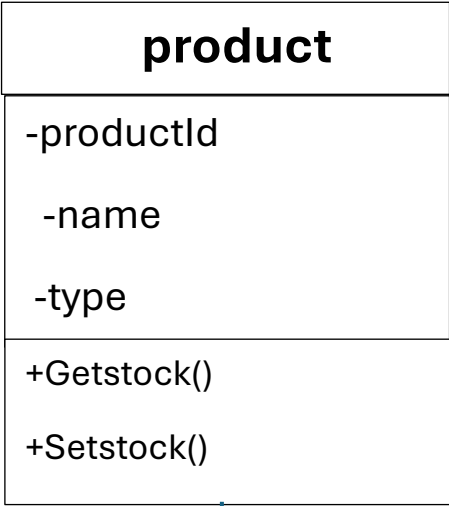 product
-productId
-name
-type
+Getstock()
+Setstock()